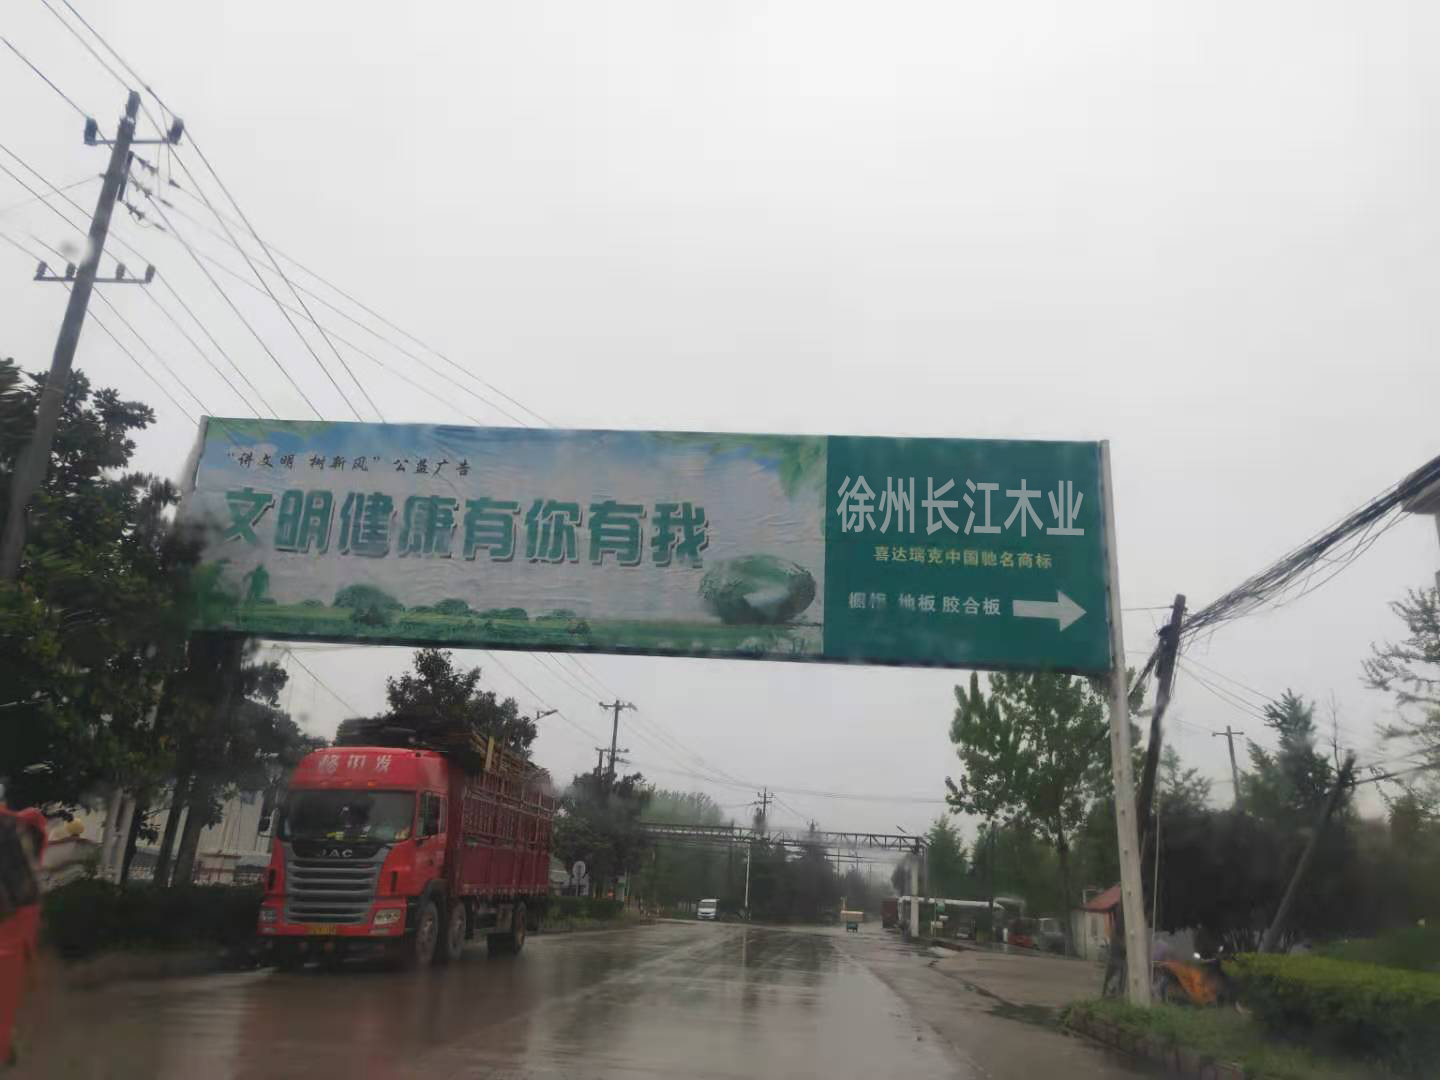 “讲文明 树新风”公益广告
文明健康有你有我
徐州长江木业
喜达瑞克中国驰名商标
地板 胶合板
JAC